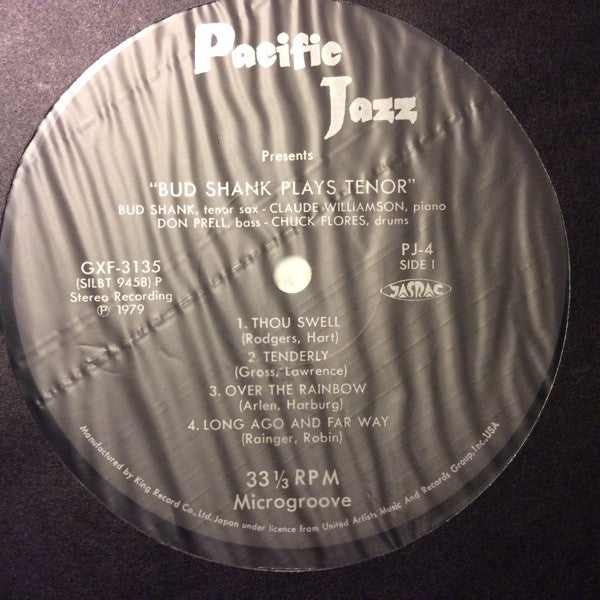 Pacific
Jazz
Presents
"BUD SHANK PLAYS TENOR"
BUD SHANK, tenor sax - CLAUDE WILLIAMSON, piano
DON PRELL, bass - CHUCK FLORES, drums
GXF-3135
(SILBT 9458) P
Stereo Recording
℗ 1979
PJ-4
SIDE I
JASRAC
1. THOU SWELL
(Rodgers, Hart)
2. TENDERLY
(Gross, Lawrence)
3. OVER THE RAINBOW
(Arlen, Harburg)
4. LONG AGO AND FAR WAY
(Rainger, Robin)
33 1/3 RPM
Microgroove
Manufactured by King Record Co., Ltd. Japan under licence from United Artists Music And Records Group, Inc., USA